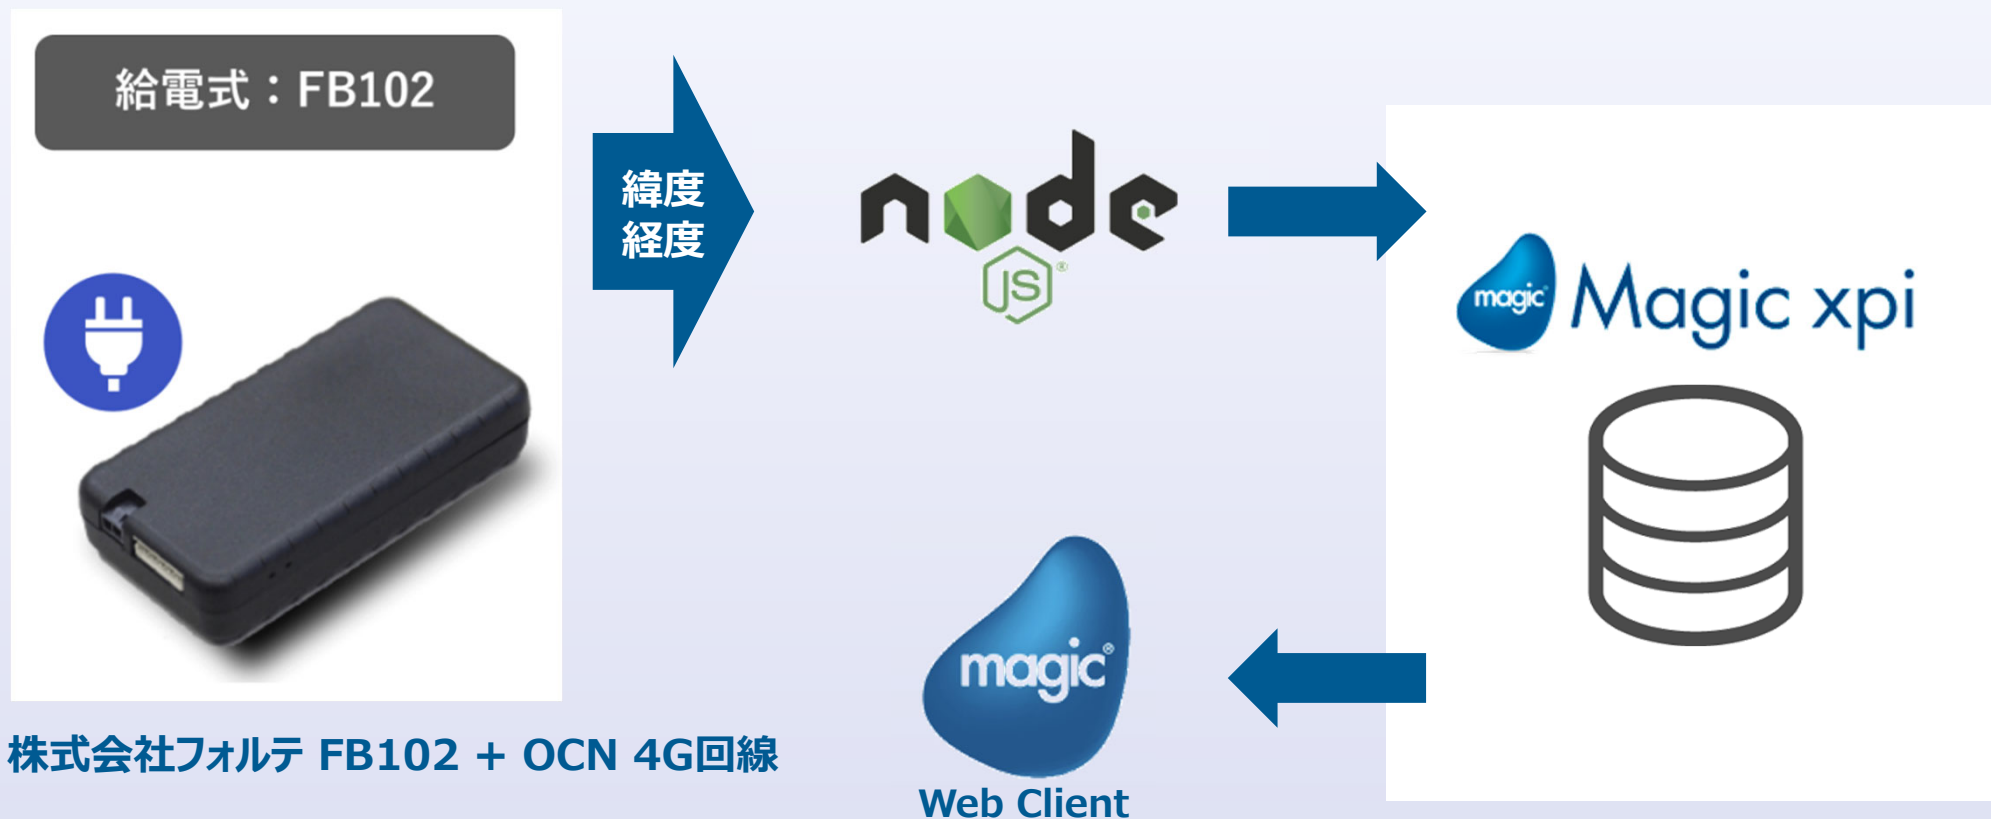 給電式：FB102
緯度
経度
node
JS®
magic
Magic xpi
magic®
株式会社フォルテ FB102 + OCN 4G回線
Web Client